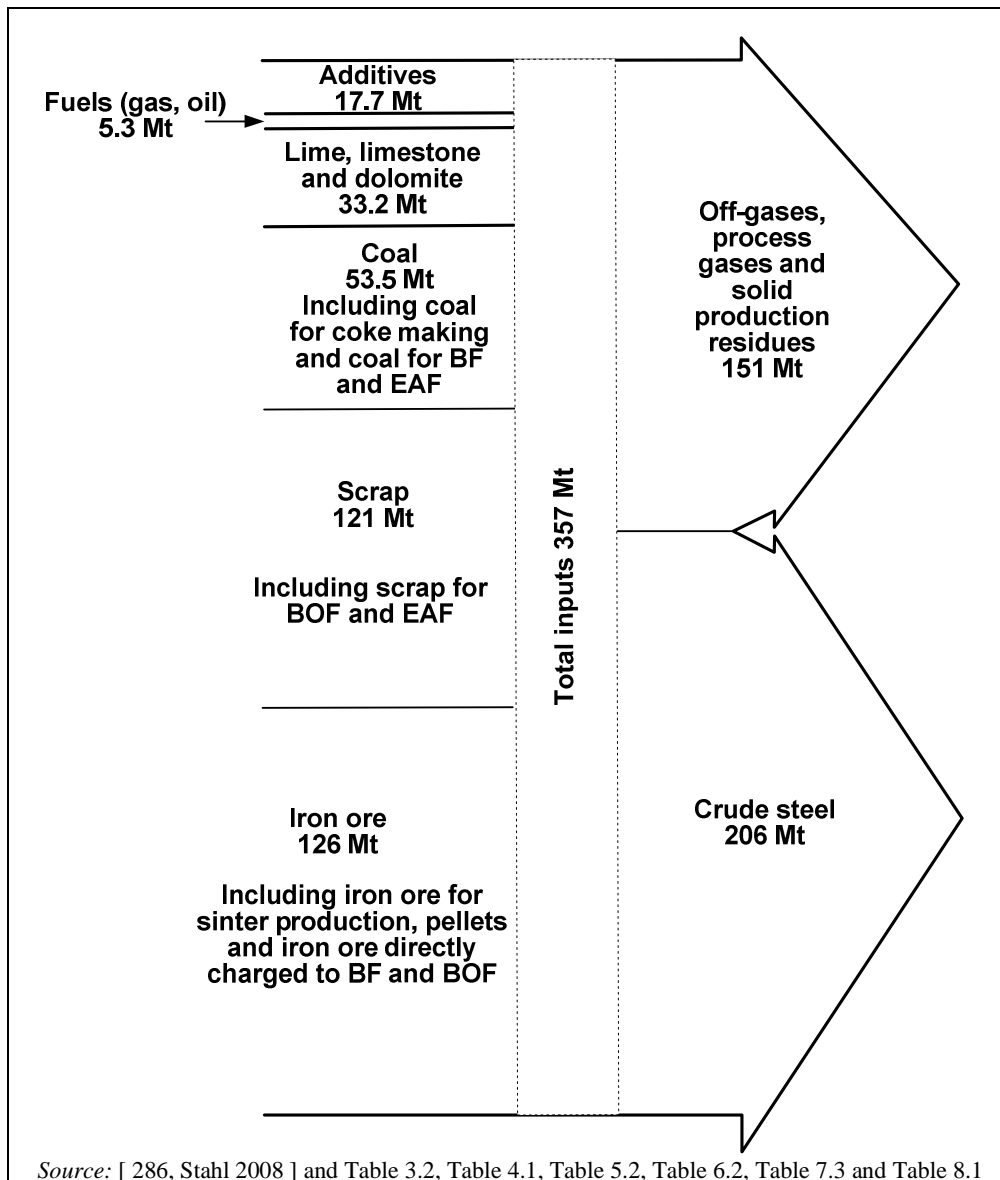 Additives
17.7 Mt
Fuels (gas, oil)
5.3 Mt
Lime, limestone
and dolomite
33.2 Mt
Coal
53.5 Mt
Including coal
for coke making
and coal for BF
and EAF
Scrap
121 Mt
Including scrap for
BOF and EAF
Iron ore
126 Mt
Including iron ore for
sinter production, pellets
and iron ore directly
charged to BF and BOF
Total inputs 357 Mt
Off-gases,
process
gases and
solid
production
residues
151 Mt
Crude steel
206 Mt
Source: [ 286, Stahl 2008 ] and Table 3.2, Table 4.1, Table 5.2, Table 6.2, Table 7.3 and Table 8.1